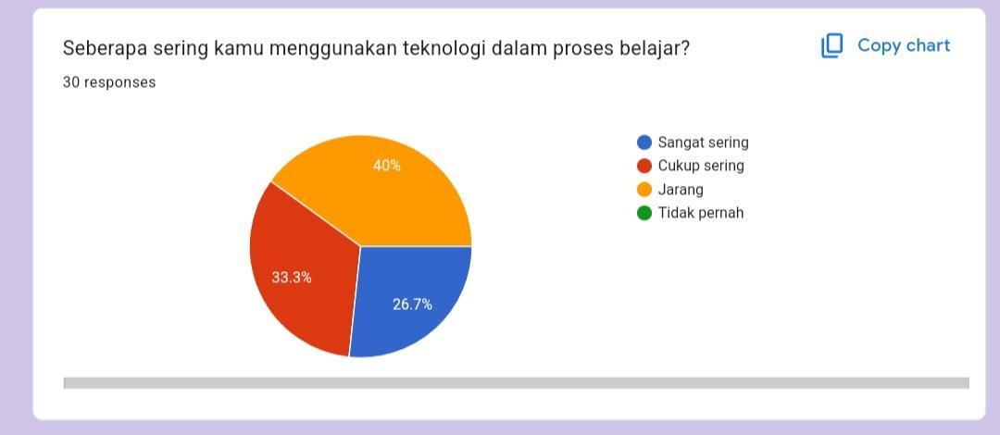 Seberapa sering kamu menggunakan teknologi dalam proses belajar?
Copy chart
30 responses
40%
33.3%
26.7%
Sangat sering
Cukup sering
Jarang
Tidak pernah